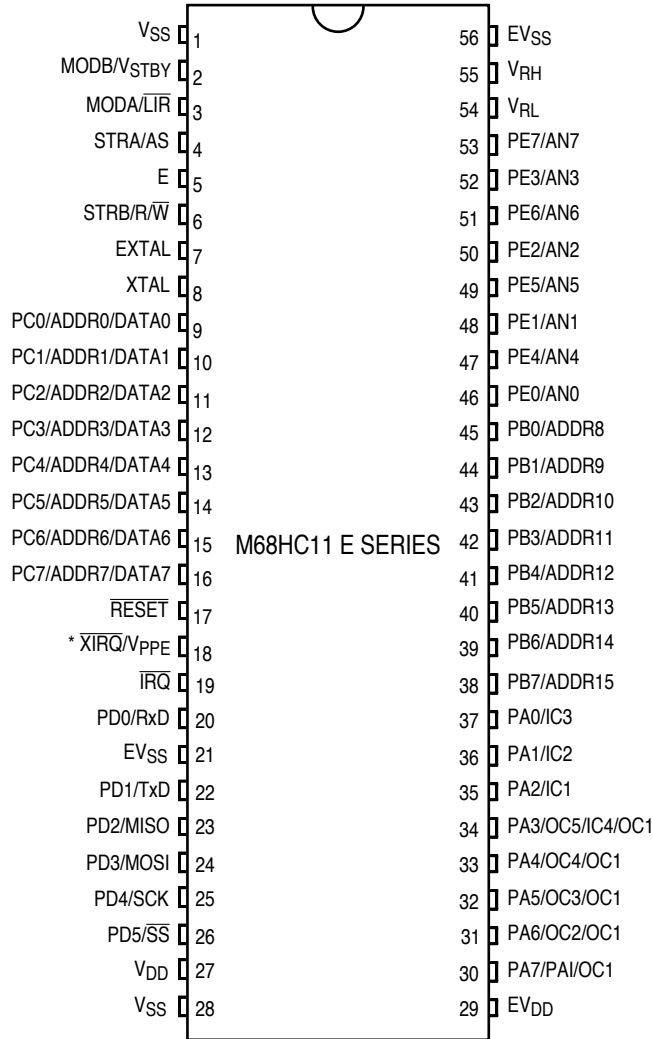 VSS 1
MODB/VSTBY 2
MODA/L̅I̅R̅ 3
STRA/AS 4
E 5
STRB/R/W̅ 6
EXTAL 7
XTAL 8
PC0/ADDR0/DATA0 9
PC1/ADDR1/DATA1 10
PC2/ADDR2/DATA2 11
PC3/ADDR3/DATA3 12
PC4/ADDR4/DATA4 13
PC5/ADDR5/DATA5 14
PC6/ADDR6/DATA6 15
PC7/ADDR7/DATA7 16
R̅E̅S̅E̅T̅ 17
* X̅I̅R̅Q̅/VPPE 18
I̅R̅Q̅ 19
PD0/RxD 20
EVSS 21
PD1/TxD 22
PD2/MISO 23
PD3/MOSI 24
PD4/SCK 25
PD5/S̅S̅ 26
VDD 27
VSS 28
M68HC11 E SERIES
56 EVSS
55 VRH
54 VRL
53 PE7/AN7
52 PE3/AN3
51 PE6/AN6
50 PE2/AN2
49 PE5/AN5
48 PE1/AN1
47 PE4/AN4
46 PE0/AN0
45 PB0/ADDR8
44 PB1/ADDR9
43 PB2/ADDR10
42 PB3/ADDR11
41 PB4/ADDR12
40 PB5/ADDR13
39 PB6/ADDR14
38 PB7/ADDR15
37 PA0/IC3
36 PA1/IC2
35 PA2/IC1
34 PA3/OC5/IC4/OC1
33 PA4/OC4/OC1
32 PA5/OC3/OC1
31 PA6/OC2/OC1
30 PA7/PAI/OC1
29 EVDD